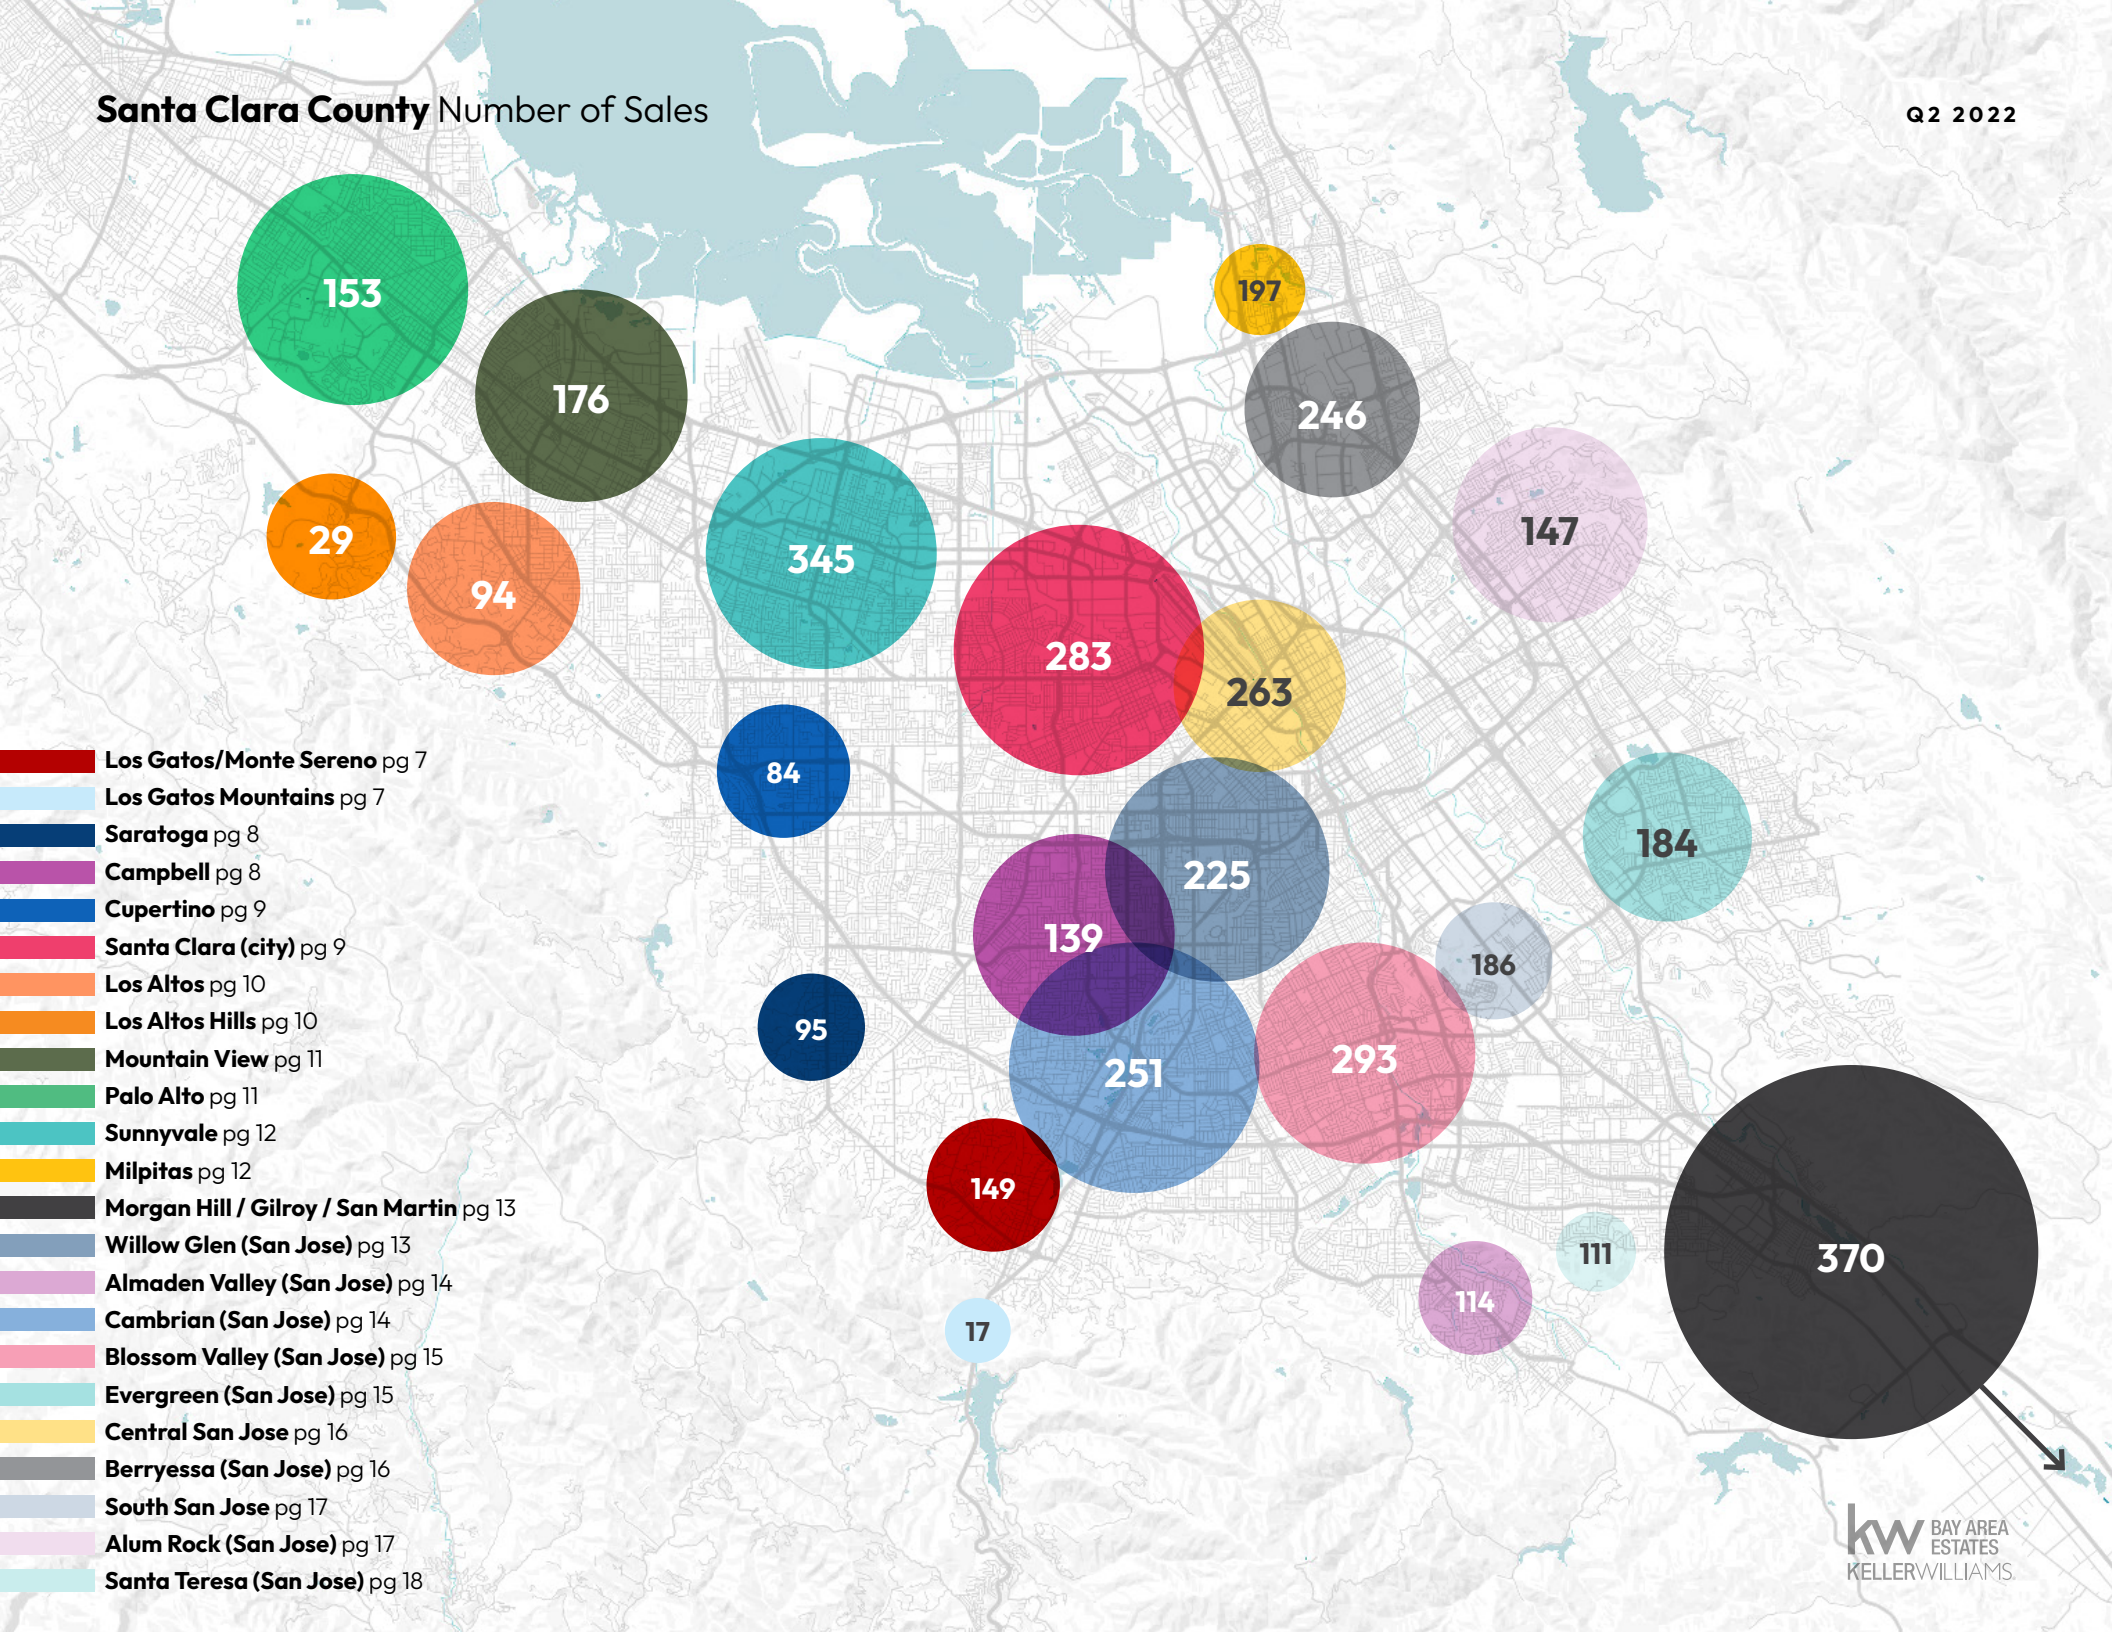 Santa Clara County Number of Sales
Q2 2022
153
197
176
246
147
29
94
345
283
263
84
184
225
139
186
95
251
293
149
111
370
114
17
Los Gatos/Monte Sereno pg 7
Los Gatos Mountains pg 7
Saratoga pg 8
Campbell pg 8
Cupertino pg 9
Santa Clara (city) pg 9
Los Altos pg 10
Los Altos Hills pg 10
Mountain View pg 11
Palo Alto pg 11
Sunnyvale pg 12
Milpitas pg 12
Morgan Hill / Gilroy / San Martin pg 13
Willow Glen (San Jose) pg 13
Almaden Valley (San Jose) pg 14
Cambrian (San Jose) pg 14
Blossom Valley (San Jose) pg 15
Evergreen (San Jose) pg 15
Central San Jose pg 16
Berryessa (San Jose) pg 16
South San Jose pg 17
Alum Rock (San Jose) pg 17
Santa Teresa (San Jose) pg 18
kw BAY AREA
ESTATES
KELLERWILLIAMS.